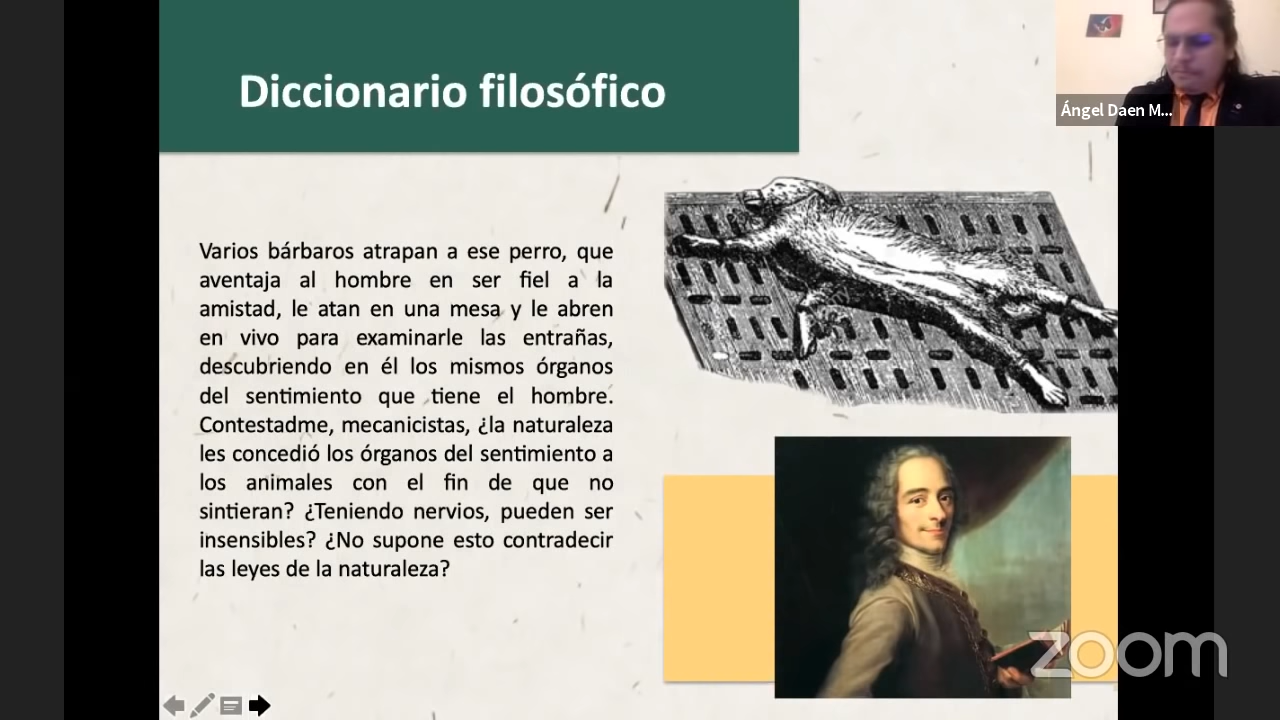 Diccionario filosófico
Ángel Daen M...
Varios bárbaros atrapan a ese perro, que
aventaja al hombre en ser fiel a la
amistad, le atan en una mesa y le abren
en vivo para examinarle las entrañas,
descubriendo en él los mismos órganos
del sentimiento que tiene el hombre.
Contestadme, mecanicistas, ¿la naturaleza
les concedió los órganos del sentimiento a
los animales con el fin de que no
sintieran? ¿Teniendo nervios, pueden ser
insensibles? ¿No supone esto contradecir
las leyes de la naturaleza?
zoom